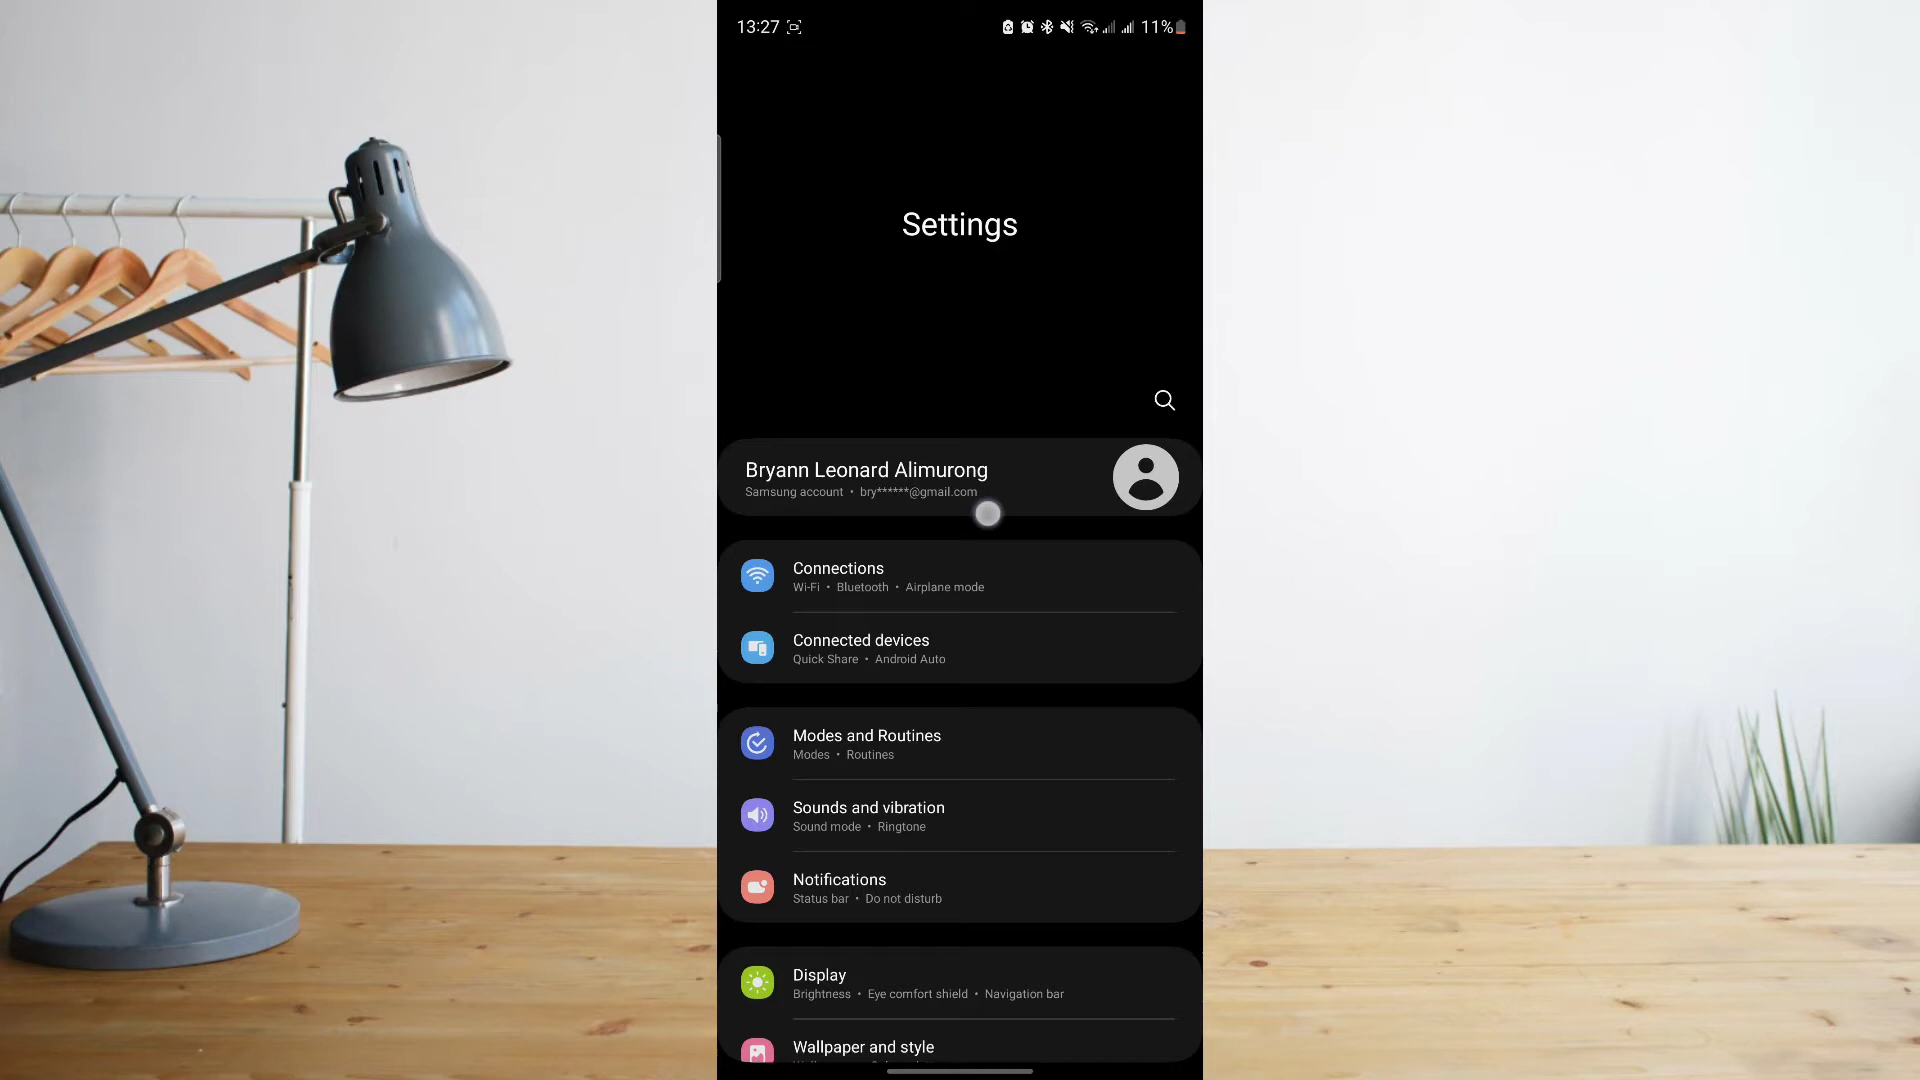 13:27
11%
Settings
Bryann Leonard Alimurong
Samsung account • bry******@gmail.com
Connections
Wi-Fi • Bluetooth • Airplane mode
Connected devices
Quick Share • Android Auto
Modes and Routines
Modes • Routines
Sounds and vibration
Sound mode • Ringtone
Notifications
Status bar • Do not disturb
Display
Brightness • Eye comfort shield • Navigation bar
Wallpaper and style